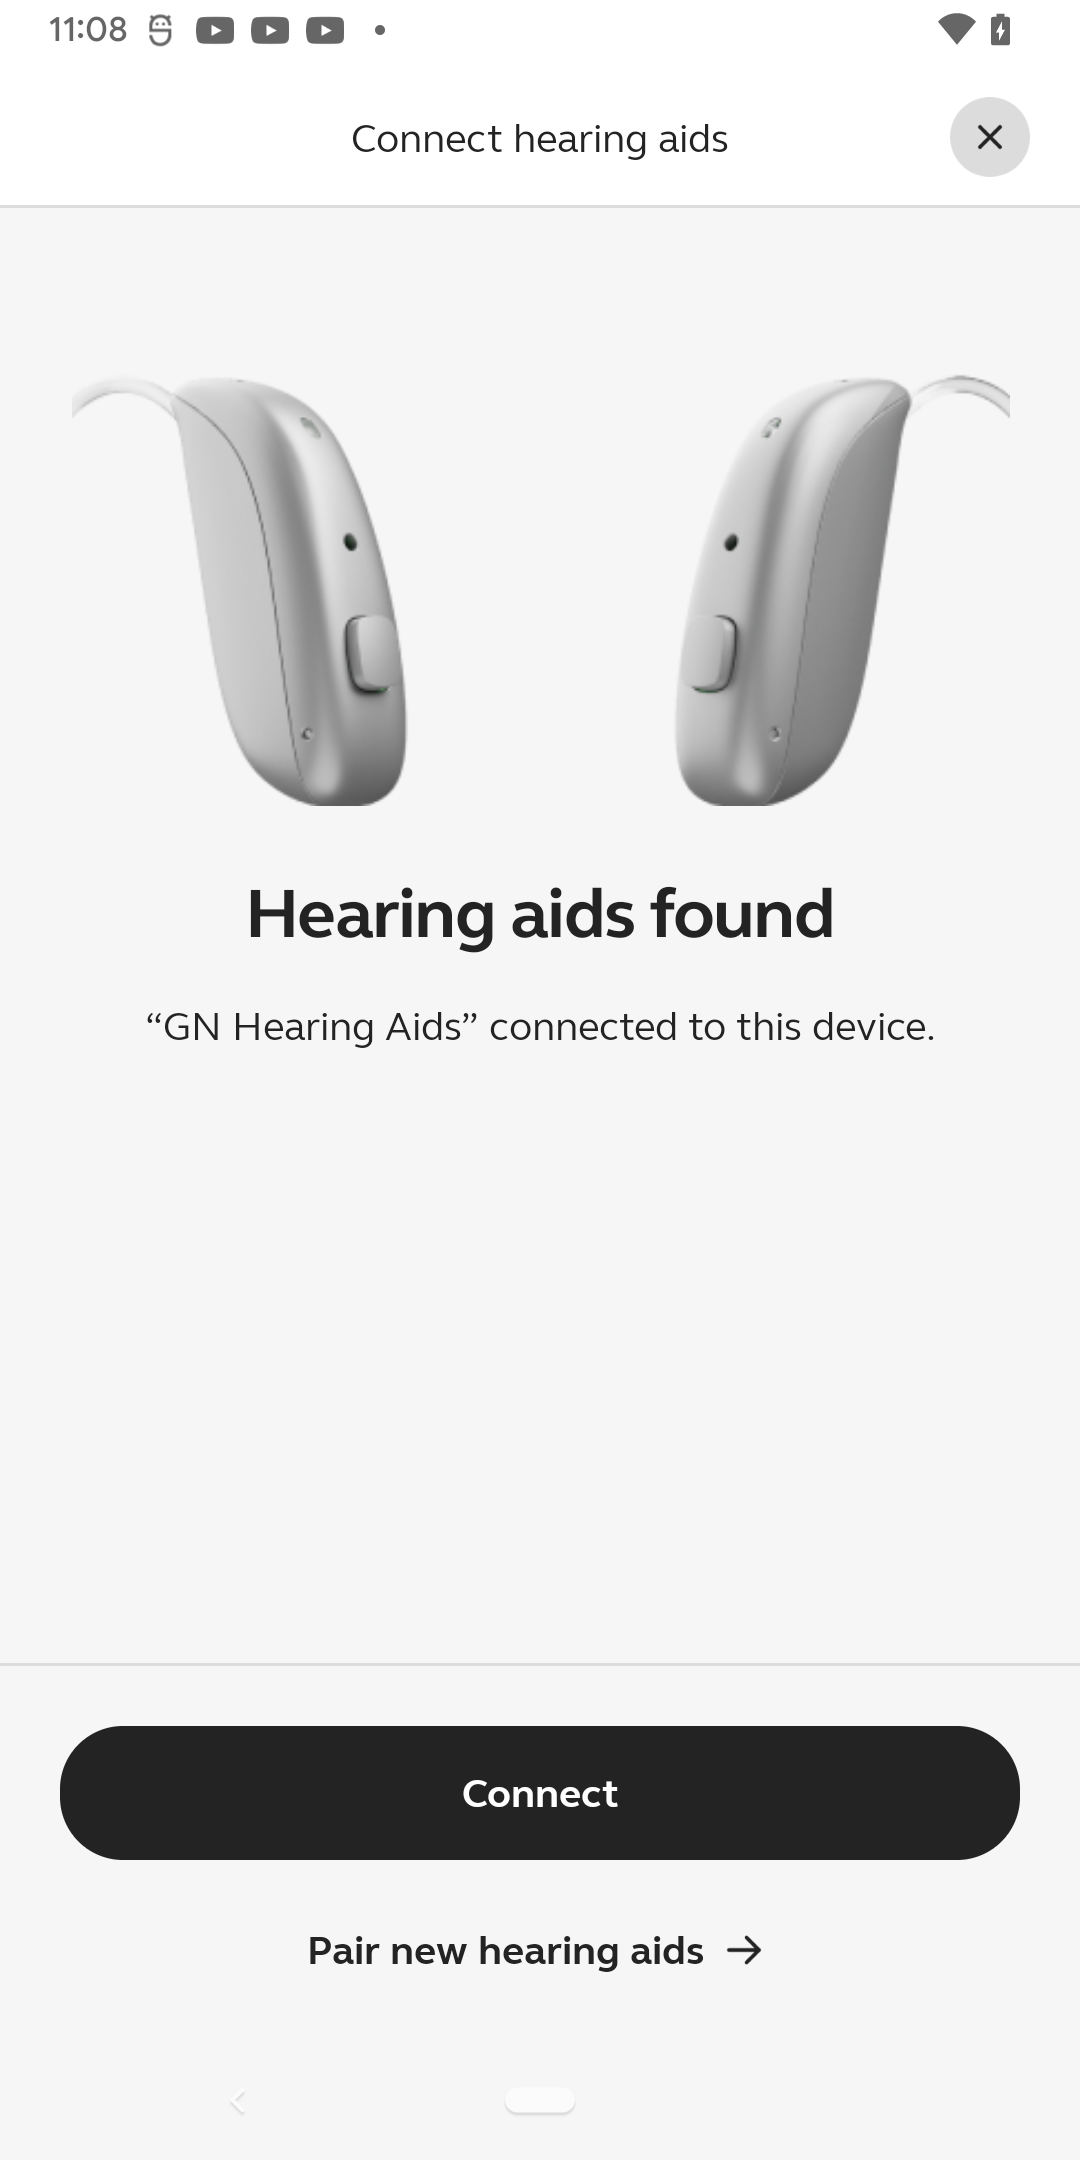 11:08
Connect hearing aids
Hearing aids found
“GN Hearing Aids” connected to this device.
Connect
Pair new hearing aids →